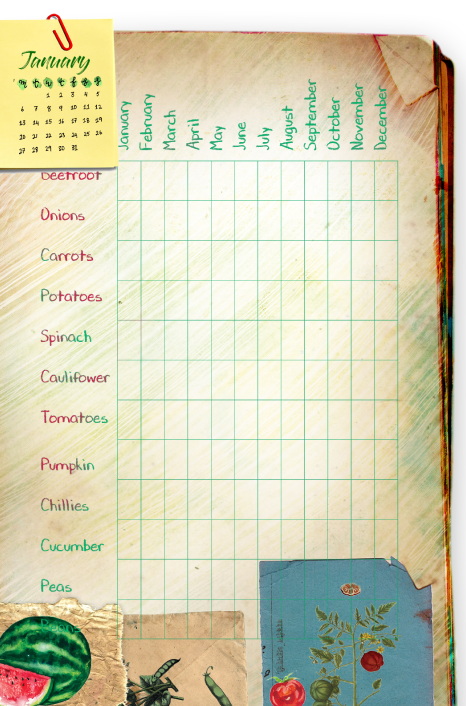 January
m t w t f s s
1 2 3 4 5
6 7 8 9 10 11 12
13 14 15 16 17 18 19
20 21 22 23 24 25 26
27 28 29 30 31
January February March April May June July August September October November December
Beetroot
Onions
Carrots
Potatoes
Spinach
Caulifower
Tomatoes
Pumpkin
Chillies
Cucumber
Peas
Beans